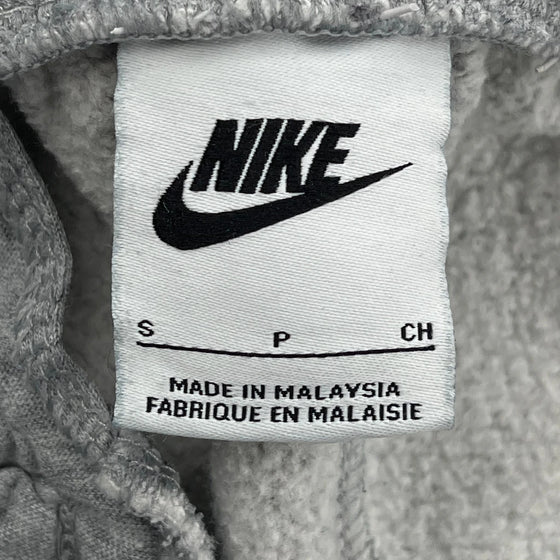 NIKE
S P CH
MADE IN MALAYSIA
FABRIQUE EN MALAISIE